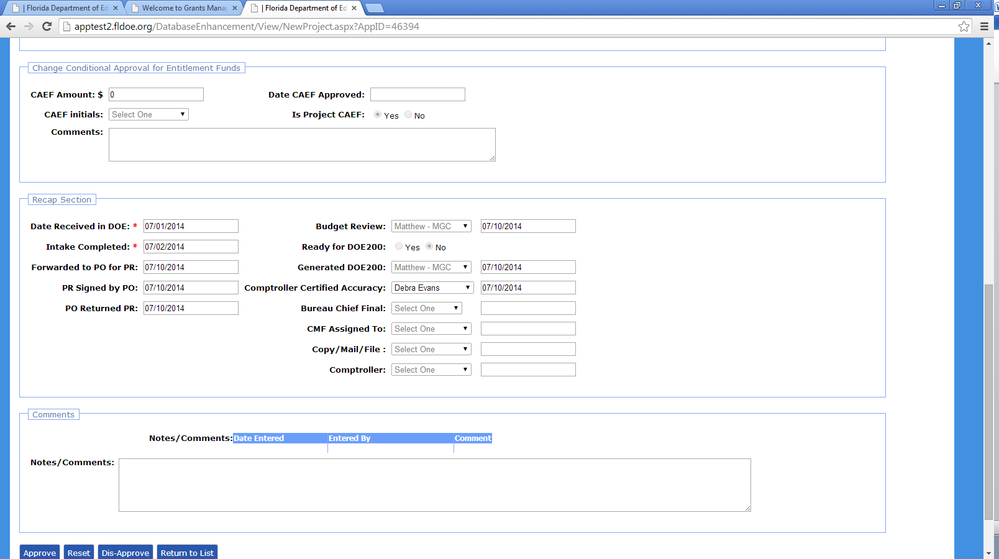 | Florida Department of Ed
Welcome to Grants Mana
| Florida Department of Ed
apptest2.fldoe.org/DatabaseEnhancement/View/NewProject.aspx?AppID=46394
Change Conditional Approval for Entitlement Funds
CAEF Amount: $ 0 Date CAEF Approved:
CAEF initials: Select One Is Project CAEF: Yes No
Comments:
Recap Section
Date Received in DOE: * 07/01/2014 Budget Review: Matthew - MGC 07/10/2014
Intake Completed: * 07/02/2014 Ready for DOE200: Yes No
Forwarded to PO for PR: 07/10/2014 Generated DOE200: Matthew - MGC 07/10/2014
PR Signed by PO: 07/10/2014 Comptroller Certified Accuracy: Debra Evans 07/10/2014
PO Returned PR: 07/10/2014 Bureau Chief Final: Select One
CMF Assigned To: Select One
Copy/Mail/File : Select One
Comptroller: Select One
Comments
Notes/Comments: Date Entered Entered By Comment
Notes/Comments:
Approve Reset Dis-Approve Return to List